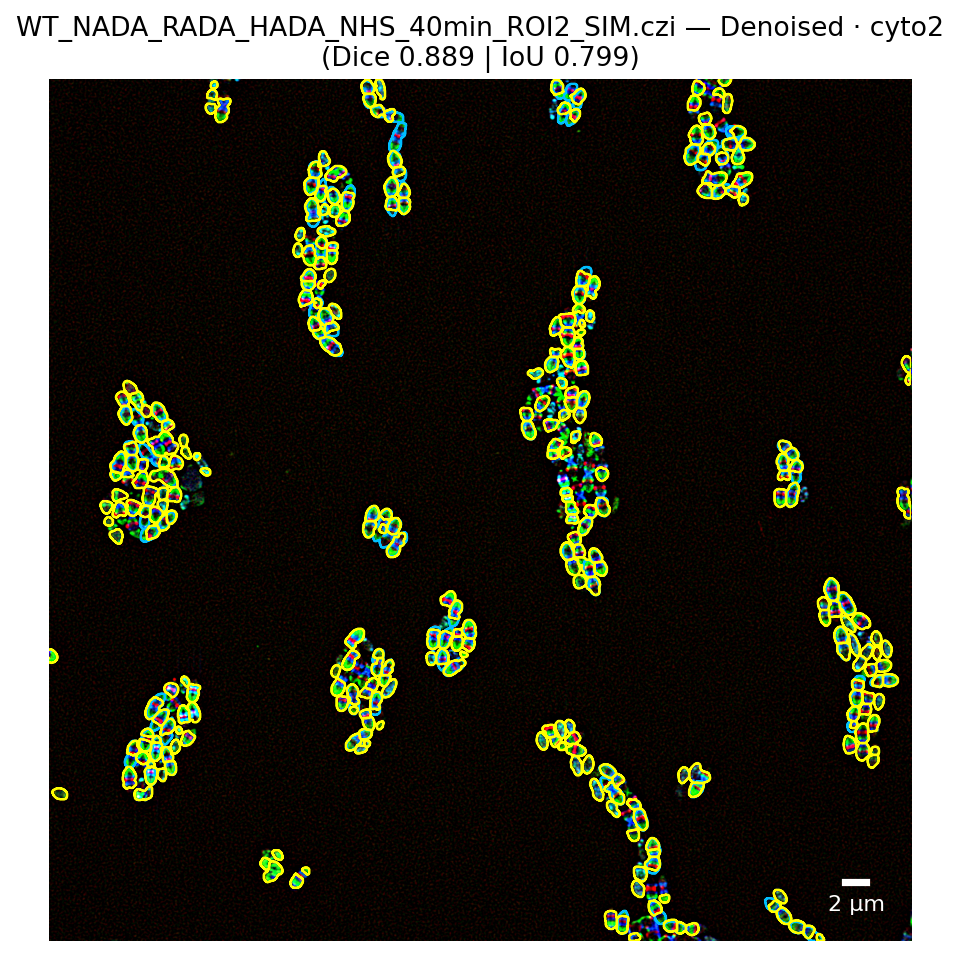 WT_NADA_RADA_HADA_NHS_40min_ROI2_SIM.czi — Denoised · cyto2
(Dice 0.889 | IoU 0.799)
2 µm